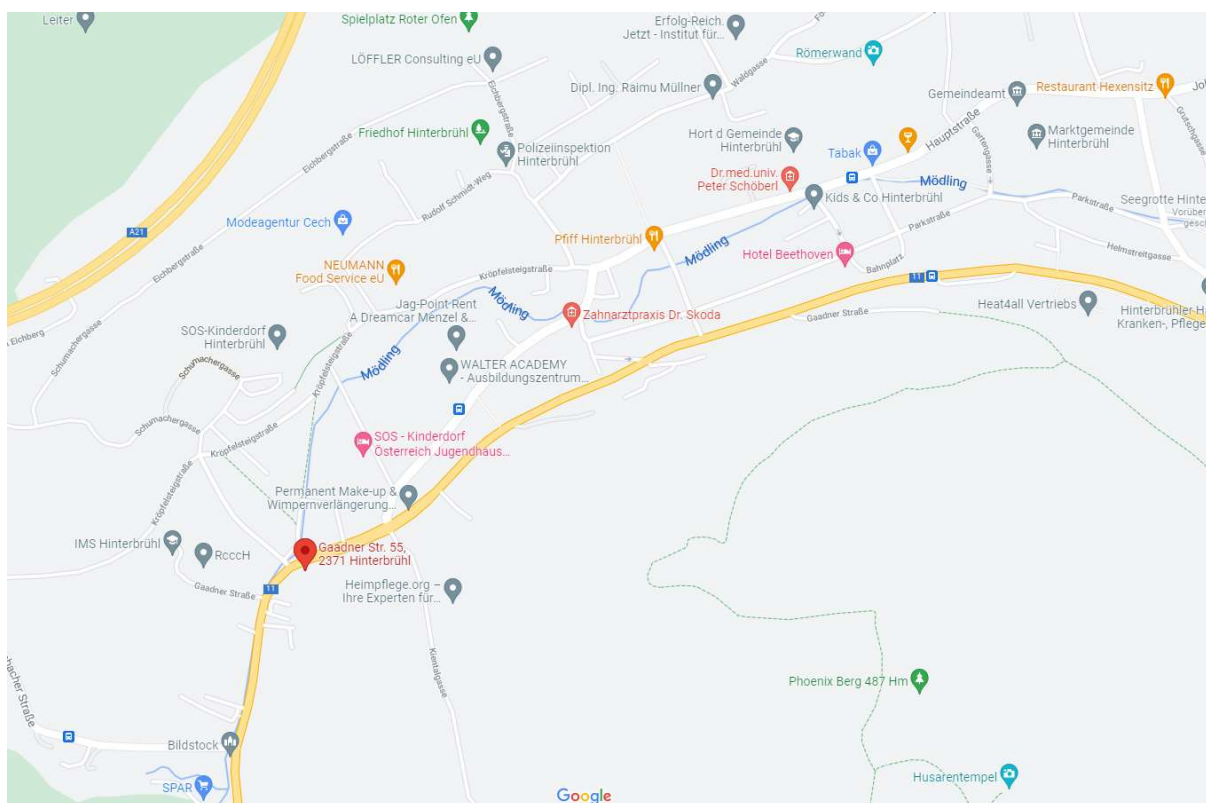 Leiter
Spielplatz Roter Ofen
Erfolg-Reich.
Jetzt - Institut für...
LÖFFLER Consulting eU
Römerwand
Waldgasse
Dipl. Ing. Raimu Müllner
Gemeindeamt
Restaurant Hexensitz
Eichbergstraße
Friedhof Hinterbrühl
Polizeiinspektion
Hinterbrühl
Hort d Gemeinde
Hinterbrühl
Tabak
Hauptstraße
Gartengasse
Marktgemeinde
Hinterbrühl
Grutschgasse
Eichbergstraße
Dr.med.univ.
Peter Schöberl
Mödling
Kids & Co Hinterbrühl
Parkstraße
Parkstraße
Rudolf Schmidt-Weg
Modeagentur Cech
A21
Eichbergstraße
Pfiff Hinterbrühl
Mödling
Hotel Beethoven
Bahnplatz
Helmstreitgasse
NEUMANN
Food Service eU
Kröpfelsteigstraße
11
Jag-Point-Rent
A Dreamcar Menzel &...
Mödling
Zahnarztpraxis Dr. Skoda
Gaadner Straße
Heat4all Vertriebs
SOS-Kinderdorf
Hinterbrühl
Eichberg
Schumachergasse
Schumachergasse
Mödling
Kröpfelsteigstraße
WALTER ACADEMY
- Ausbildungszentrum...
Schumachergasse
Kröpfelsteigstraße
SOS - Kinderdorf
Österreich Jugendhaus...
Kröpfelsteigstraße
Permanent Make-up &
Wimpernverlängerung...
IMS Hinterbrühl
RcccH
Gaadner Str. 55,
2371 Hinterbrühl
Gaadner Straße
11
Heimpflege.org –
Ihre Experten für...
Kientalgasse
Phoenix Berg 487 Hm
Bildstock
SPAR
Husarentempel
Google